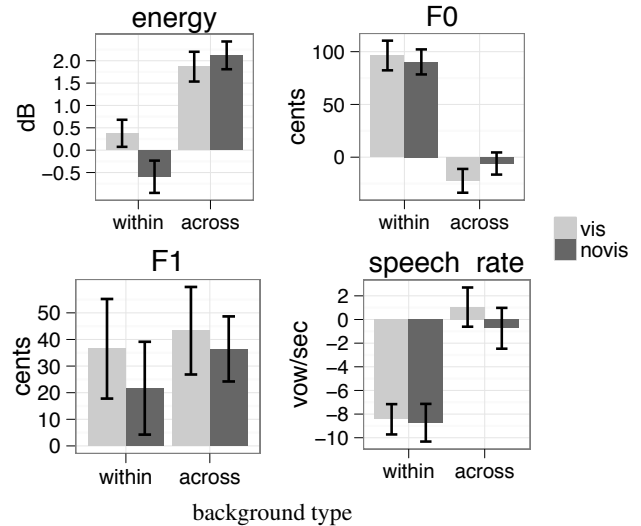 energy
dB
2.0
1.5
1.0
0.5
0.0
−0.5
within across
F0
cents
100
50
0
within across
vis
novis
F1
cents
50
40
30
20
10
0
within across
speech rate
vow/sec
2
0
−2
−4
−6
−8
−10
within across
background type